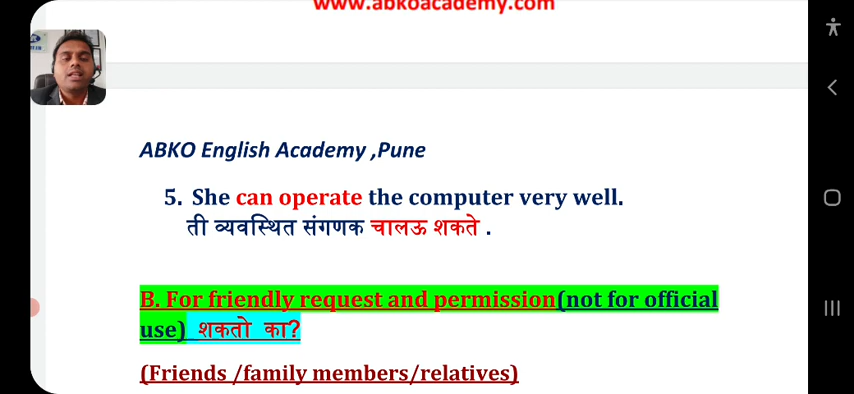 www.abkoacademy.com
ABKO English Academy ,Pune
5. She can operate the computer very well.
ती व्यवस्थित संगणक चालऊ शकते .
B. For friendly request and permission(not for official
use) शकतो का?
(Friends /family members/relatives)